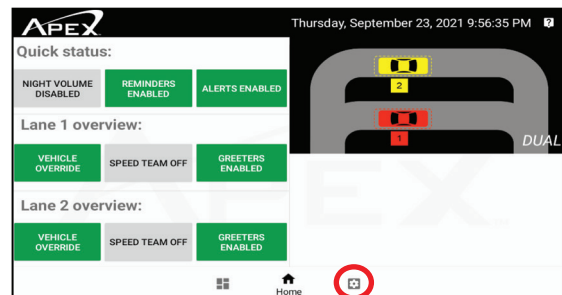 APEX
Thursday, September 23, 2021 9:56:35 PM ?
Quick status:
NIGHT VOLUME DISABLED
REMINDERS ENABLED
ALERTS ENABLED
2
Lane 1 overview:
1
DUAL
VEHICLE OVERRIDE
SPEED TEAM OFF
GREETERS ENABLED
Lane 2 overview:
VEHICLE OVERRIDE
SPEED TEAM OFF
GREETERS ENABLED
APEX
Home